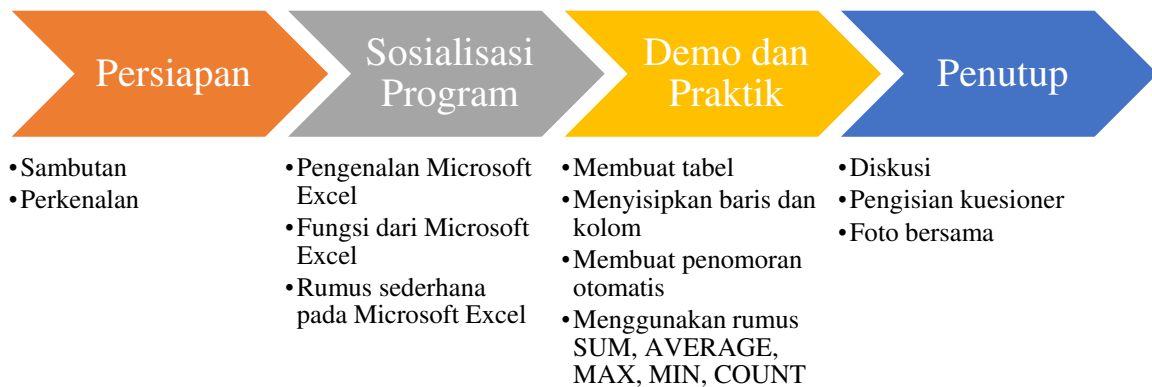 Persiapan
•Sambutan
•Perkenalan
Sosialisasi
Program
•Pengenalan Microsoft
Excel
•Fungsi dari Microsoft
Excel
•Rumus sederhana
pada Microsoft Excel
Demo dan
Praktik
•Membuat tabel
•Menyisipkan baris dan
kolom
•Membuat penomoran
otomatis
•Menggunakan rumus
SUM, AVERAGE,
MAX, MIN, COUNT
Penutup
•Diskusi
•Pengisian kuesioner
•Foto bersama